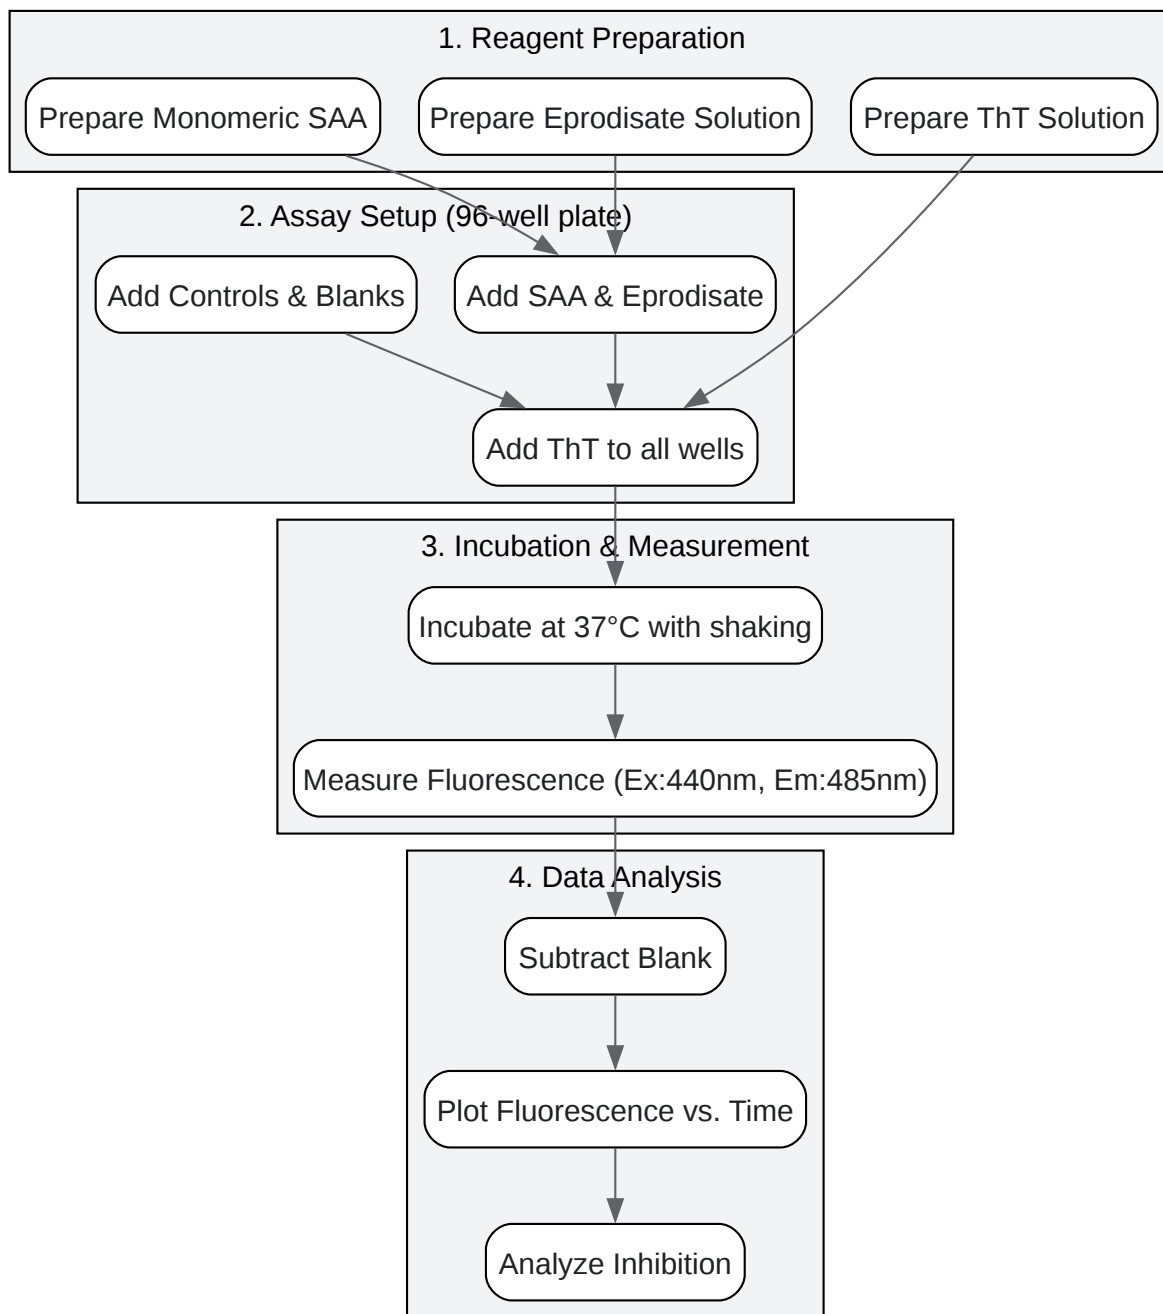 1. Reagent Preparation
Prepare Monomeric SAA
Prepare Eprodisate Solution
Prepare ThT Solution
2. Assay Setup (96-well plate)
Add Controls & Blanks
Add SAA & Eprodisate
Add ThT to all wells
3. Incubation & Measurement
Incubate at 37°C with shaking
Measure Fluorescence (Ex:440nm, Em:485nm)
4. Data Analysis
Subtract Blank
Plot Fluorescence vs. Time
Analyze Inhibition